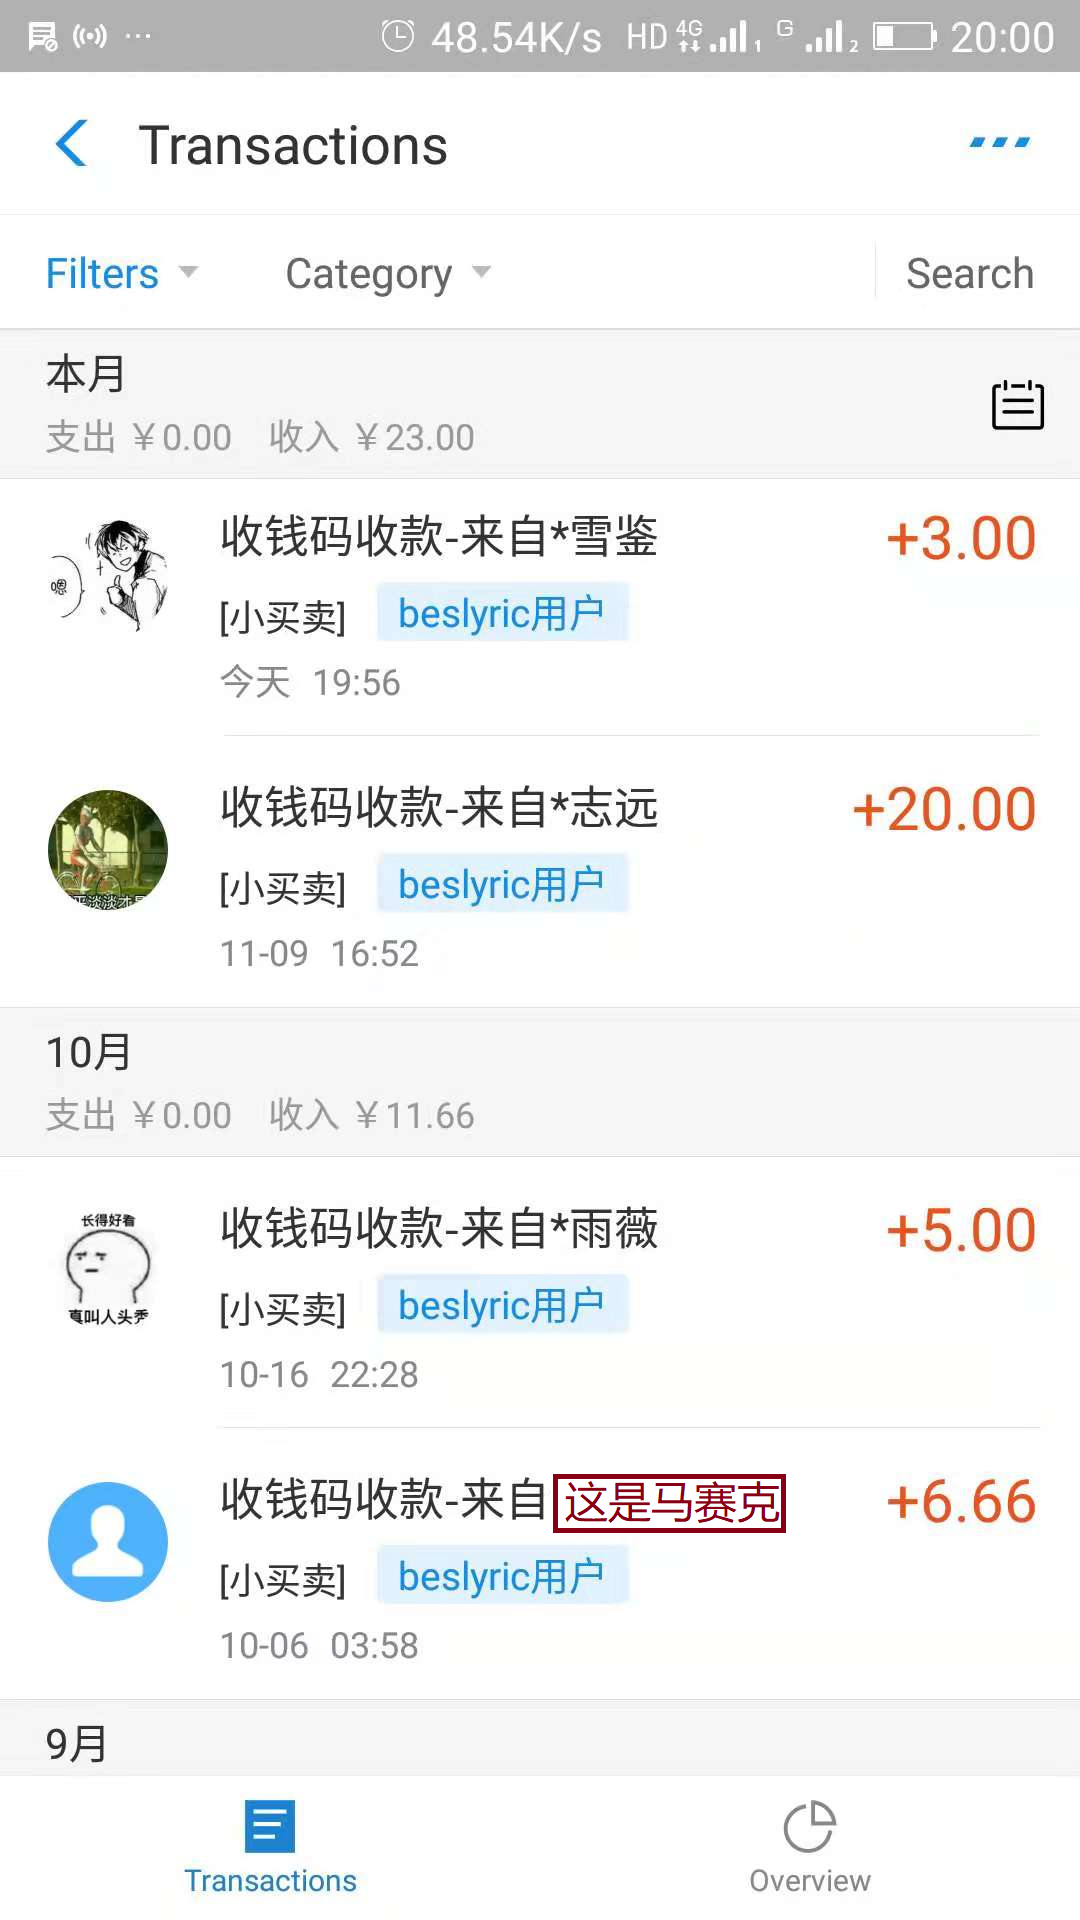 48.54K/s HD 4G 1 G 2 20:00
Transactions
Filters Category Search
本月
支出 ￥0.00 收入 ￥23.00
收钱码收款-来自*雪鉴 +3.00
嗯
[小买卖] beslyric用户
今天 19:56
收钱码收款-来自*志远 +20.00
[小买卖] beslyric用户
11-09 16:52
10月
支出 ￥0.00 收入 ￥11.66
长得好看
真叫人头秃
收钱码收款-来自*雨薇 +5.00
[小买卖] beslyric用户
10-16 22:28
收钱码收款-来自 这是马赛克 +6.66
[小买卖] beslyric用户
10-06 03:58
9月
Transactions Overview